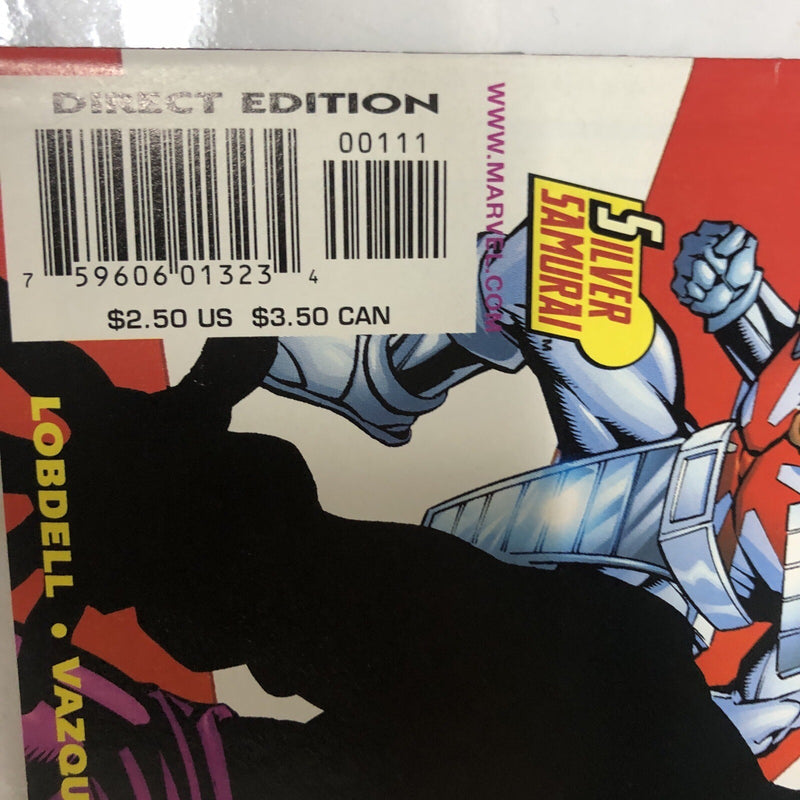 DIRECT EDITION
00111
7 59606 01323 4
$2.50 US $3.50 CAN
WWW.MARVEL.COM
SILVER
SAMURAI
LOBDELL • VAZQU